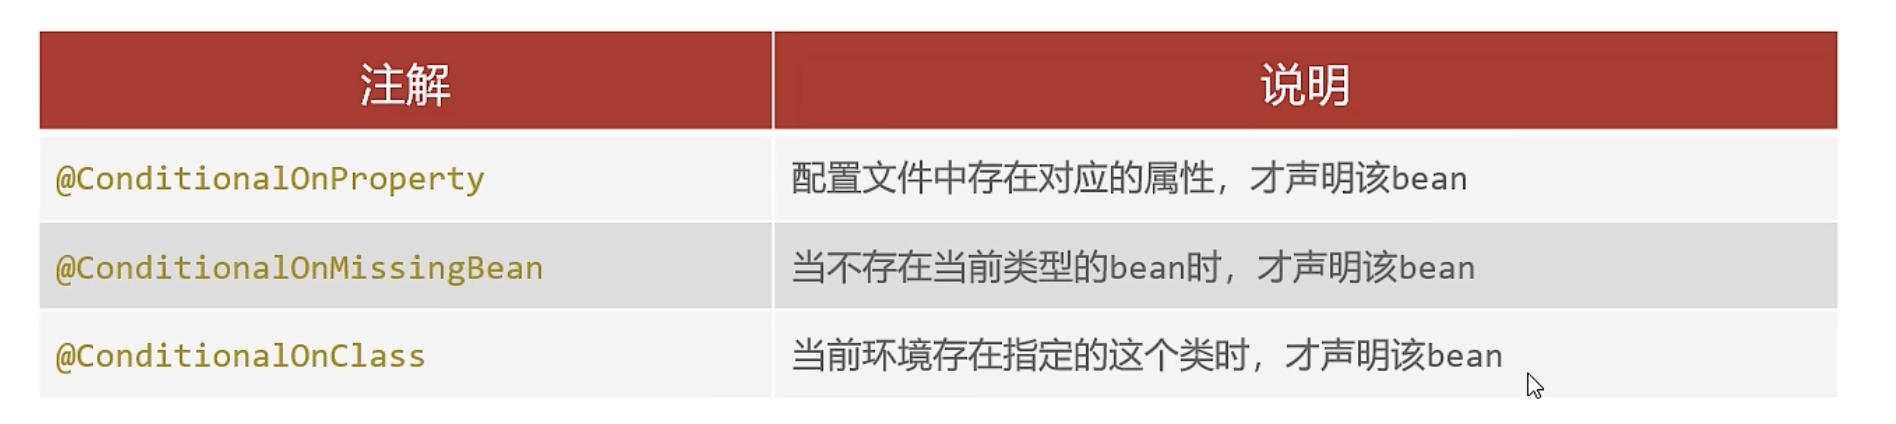 注解 说明
@ConditionalOnProperty 配置文件中存在对应的属性，才声明该bean
@ConditionalOnMissingBean 当不存在当前类型的bean时，才声明该bean
@ConditionalOnClass 当前环境存在指定的这个类时，才声明该bean